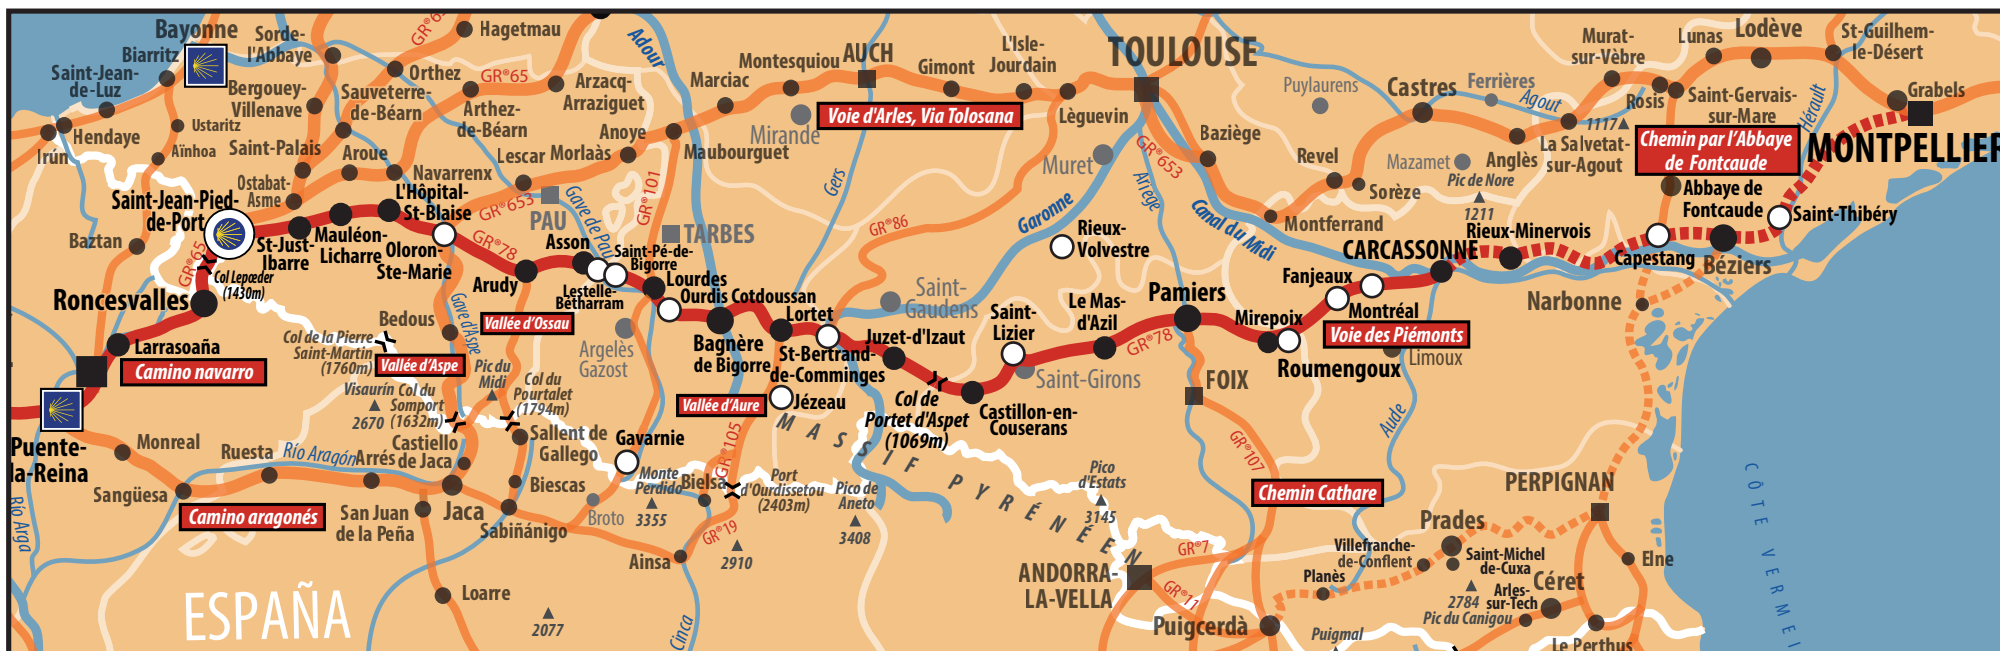 Bayonne
Biarritz
Sorde-
l'Abbaye
Saint-Jean-
de-Luz
Hendaye
Irún
Ustaritz
Aïnhoa
Bergouey-
Villenave
Saint-Palais
Ostabat-
Asme
Saint-Jean-Pied-
de-Port
Baztan
GR®65
Col Lepœder
(1430m)
Roncesvalles
Larrasoaña
Camino navarro
Puente-
la-Reina
Río Arga
Monreal
Sangüesa
Ruesta
Río Aragón
Arrés
Camino aragonés
San Juan
de la Peña
Jaca
Castiello
de Jaca
ESPAÑA
Loarre
2077
Hagetmau
Orthez
GR®65
Sauveterre-
de-Béarn
Arthez-
de-Béarn
Arzacq-
Arraziguet
Aroue
Navarrenx
L'Hôpital-
St-Blaise
St-Just-
Ibarre
Mauléon-
Licharre
Oloron-
Ste-Marie
GR®653
GR®78
Lescar
Morlaàs
Anoye
PAU
Gave de Pau
Arudy
Asson
Lestelle-
Bétharram
Saint-Pé-de-
Bigorre
Lourdes
Bedous
Gave d'Aspe
Vallée d'Ossau
Vallée d'Aspe
Col de la Pierre
Saint-Martin
(1760m)
Visaurín
2670
Col du
Somport
(1632m)
Pic du
Midi
Col du
Pourtalet
(1794m)
Sallent de
Gallego
Biescas
Sabiñánigo
Broto
Argelès
Gazost
Gavarnie
Monte
Perdido
3355
Bielsa
GR®19
Ainsa
2910
Cinca
Adour
Marciac
Montesquiou
AUCH
Gimont
L'Isle-
Jourdain
Mirande
Voie d'Arles, Via Tolosana
Maubourguet
GR®101
TARBES
Gers
GR®86
Ourdis Cotdoussan
Bagnère
de Bigorre
Lortet
St-Bertrand-
de-Comminges
Vallée d'Aure
Jézeau
GR®105
Port
d'Ourdissetou
(2403m)
Pico de
Aneto
3408
MASSIF PYRÉNÉEN
Saint-
Gaudens
Juzet-d'Izaut
Col de
Portet d'Aspet
(1069m)
Castillon-en-
Couserans
Saint-
Lizier
Saint-Girons
Le Mas-
d'Azil
GR®78
Rieux-
Volvestre
Garonne
Muret
Lèguevin
TOULOUSE
GR®653
Ariege
Baziège
Canal du Midi
Pamiers
FOIX
GR®107
Pico
d'Estats
3145
GR®7
ANDORRA-
LA-VELLA
GR®11
Puigcerdà
Puigmal
Chemin Cathare
Mirepoix
Roumengoux
Fanjeaux
Montréal
Voie des Piémonts
Limoux
Aude
CARCASSONNE
Montferrand
Revel
Sorèze
Puylaurens
Castres
Ferrières
Agout
Mazamet
Pic de Nore
1211
Anglès
La Salvetat-
sur-Agout
1117
Murat-
sur-Vèbre
Rosis
Lunas
Lodève
Saint-Gervais-
sur-Mare
St-Guilhem-
le-Désert
Hérault
Grabels
MONTPELLIER
Chemin par l'Abbaye
de Fontcaude
Abbaye de
Fontcaude
Saint-Thibéry
Rieux-Minervois
Capestang
Béziers
Narbonne
PERPIGNAN
Prades
Villefranche-
de-Conflent
Saint-Michel
de-Cuxa
Planès
2784
Pic du Canigou
Arles-
sur-Tech
Céret
Elne
Le Perthus
CÔTE VERMEI